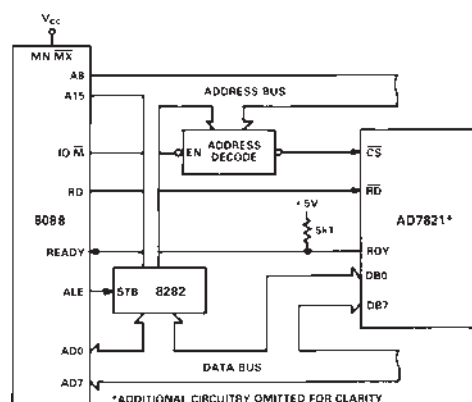 Vcc
MN MX
A8
ADDRESS BUS
A15
IO M
EN
ADDRESS DECODE
CS
RD
RD
+5V
8088
5kΩ
AD7821*
READY
RDY
DB0
ALE
STB 8282
DB7
AD0
DATA BUS
AD7
*ADDITIONAL CIRCUITRY OMITTED FOR CLARITY